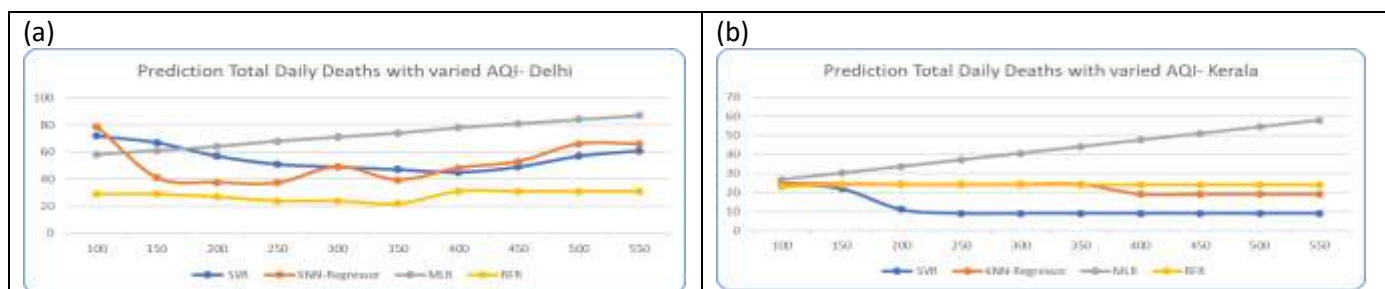 (a)
Prediction Total Daily Deaths with varied AQI- Delhi
100
80
60
40
20
0
100 150 200 250 300 350 400 450 500 550
SVR KNN-Regressor MLR RFR
(b)
Prediction Total Daily Deaths with varied AQI- Kerala
70
60
50
40
30
20
10
0
100 150 200 250 300 350 400 450 500 550
SVR KNN-Regressor MLR RFR